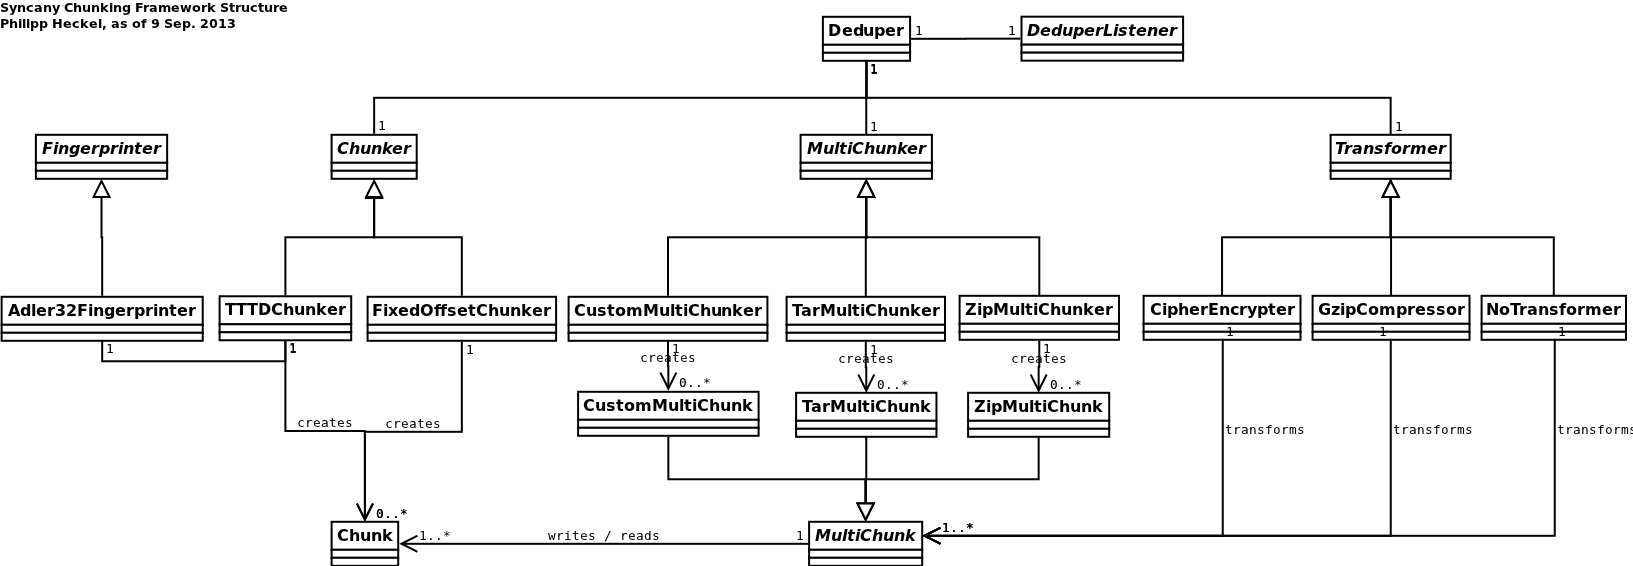 Syncany Chunking Framework Structure
Philipp Heckel, as of 9 Sep. 2013
Deduper
1
1
DeduperListener
1
1
1
1
Fingerprinter
Chunker
MultiChunker
Transformer
Adler32Fingerprinter
TTTDChunker
FixedOffsetChunker
CustomMultiChunker
TarMultiChunker
ZipMultiChunker
CipherEncrypter
GzipCompressor
NoTransformer
1
1
1
1
1
1
1
1
1
creates
creates
creates
0..*
0..*
0..*
CustomMultiChunk
TarMultiChunk
ZipMultiChunk
creates
creates
transforms
transforms
transforms
0..*
Chunk
1..*
writes / reads
1
MultiChunk
1..*